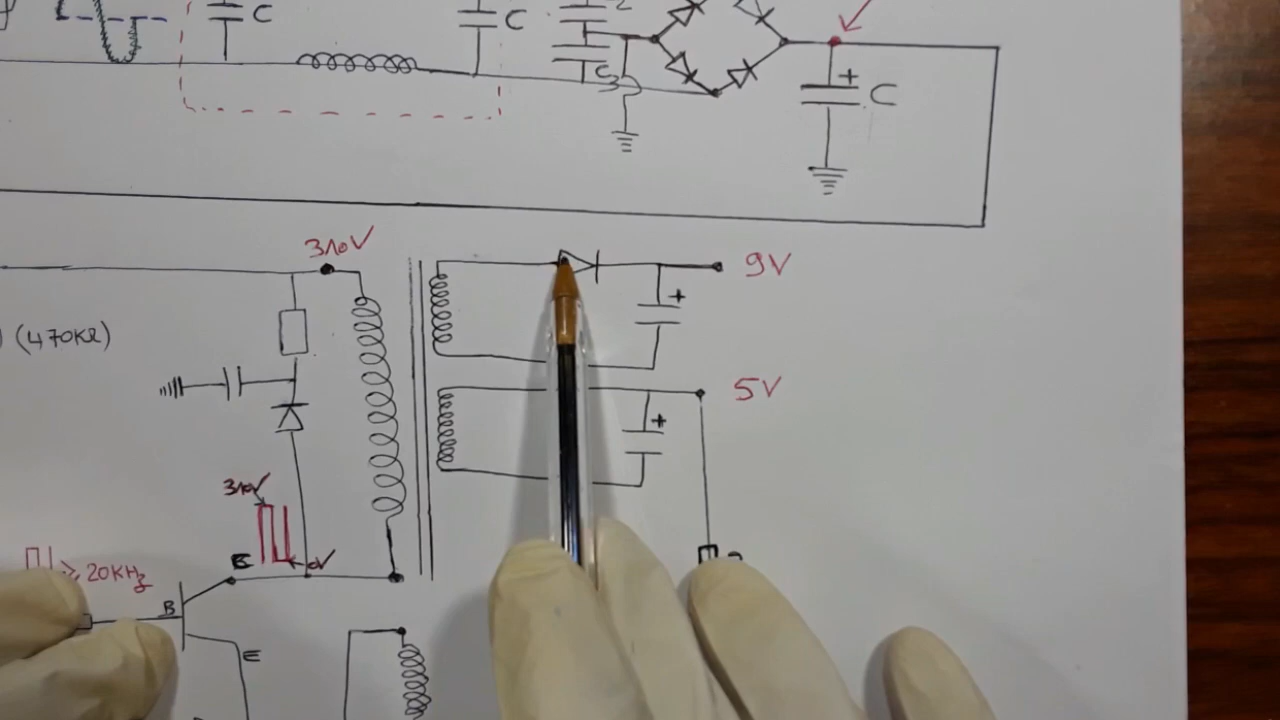 C
C
C
+
C
310V
9V
+
) (470KΩ)
5V
+
310V
0V
≥20KHz
B
E